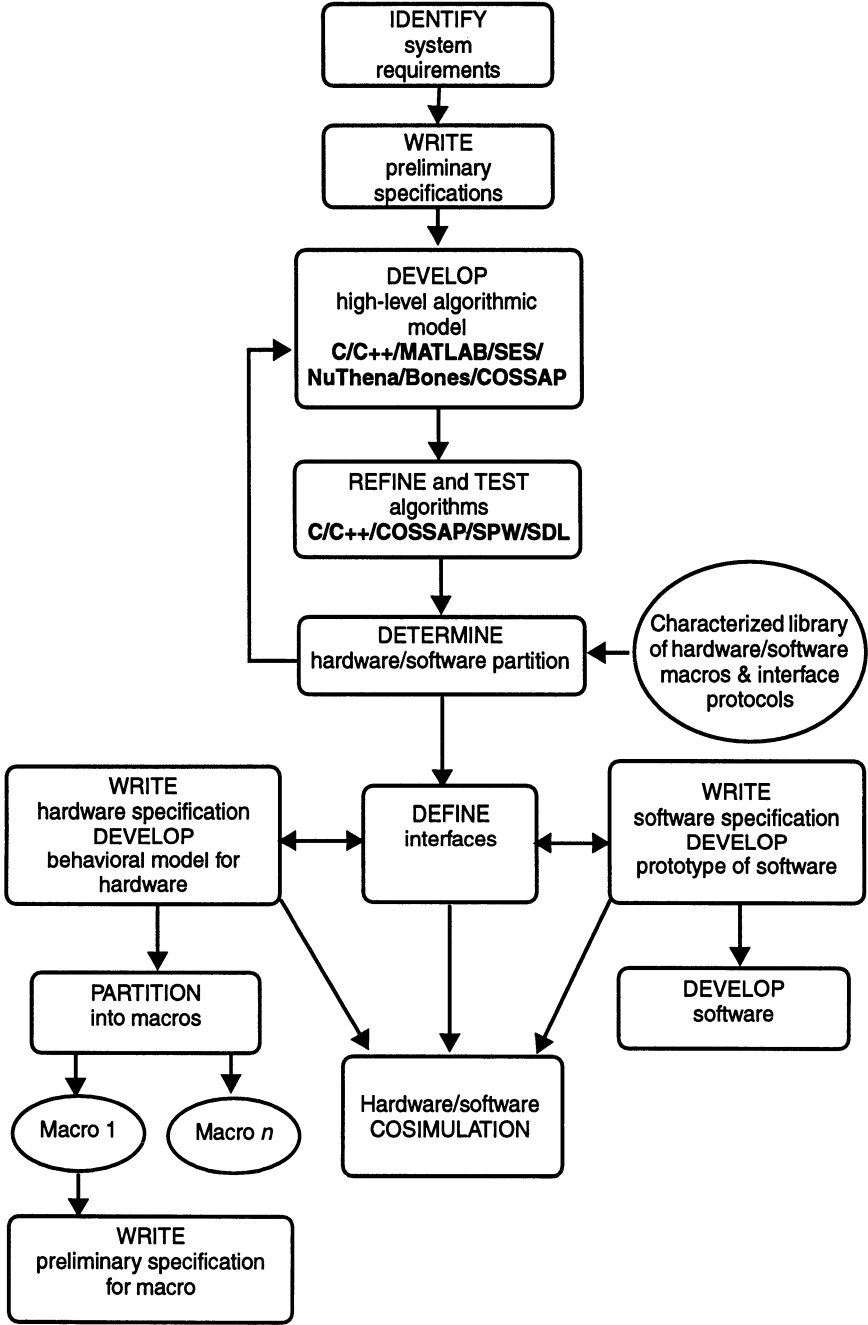 IDENTIFY
system
requirements
WRITE
preliminary
specifications
DEVELOP
high-level algorithmic
model
C/C++/MATLAB/SES/
NuThena/Bones/COSSAP
REFINE and TEST
algorithms
C/C++/COSSAP/SPW/SDL
DETERMINE
hardware/software partition
Characterized library
of hardware/software
macros & interface
protocols
WRITE
hardware specification
DEVELOP
behavioral model for
hardware
DEFINE
interfaces
WRITE
software specification
DEVELOP
prototype of software
PARTITION
into macros
DEVELOP
software
Macro 1
Macro n
Hardware/software
COSIMULATION
WRITE
preliminary specification
for macro